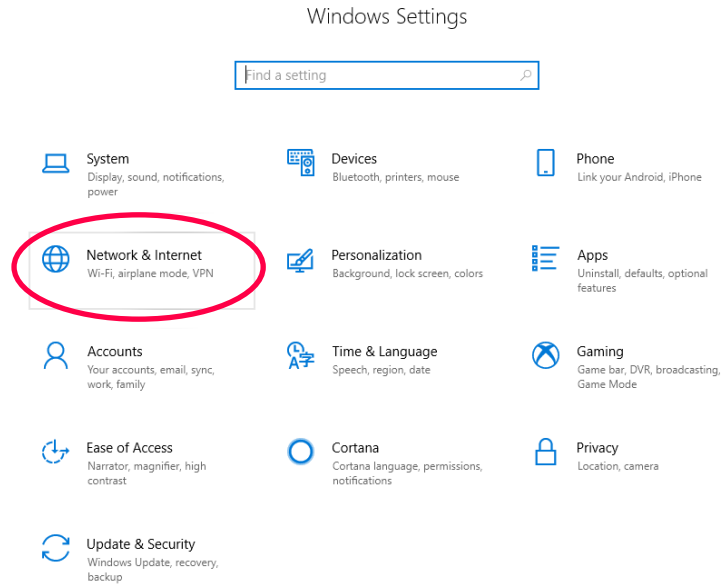 Windows Settings
Find a setting
System
Display, sound, notifications,
power
Devices
Bluetooth, printers, mouse
Phone
Link your Android, iPhone
Network & Internet
Wi-Fi, airplane mode, VPN
Personalization
Background, lock screen, colors
Apps
Uninstall, defaults, optional
features
Accounts
Your accounts, email, sync,
work, family
Time & Language
Speech, region, date
Gaming
Game bar, DVR, broadcasting,
Game Mode
Ease of Access
Narrator, magnifier, high
contrast
Cortana
Cortana language, permissions,
notifications
Privacy
Location, camera
Update & Security
Windows Update, recovery,
backup